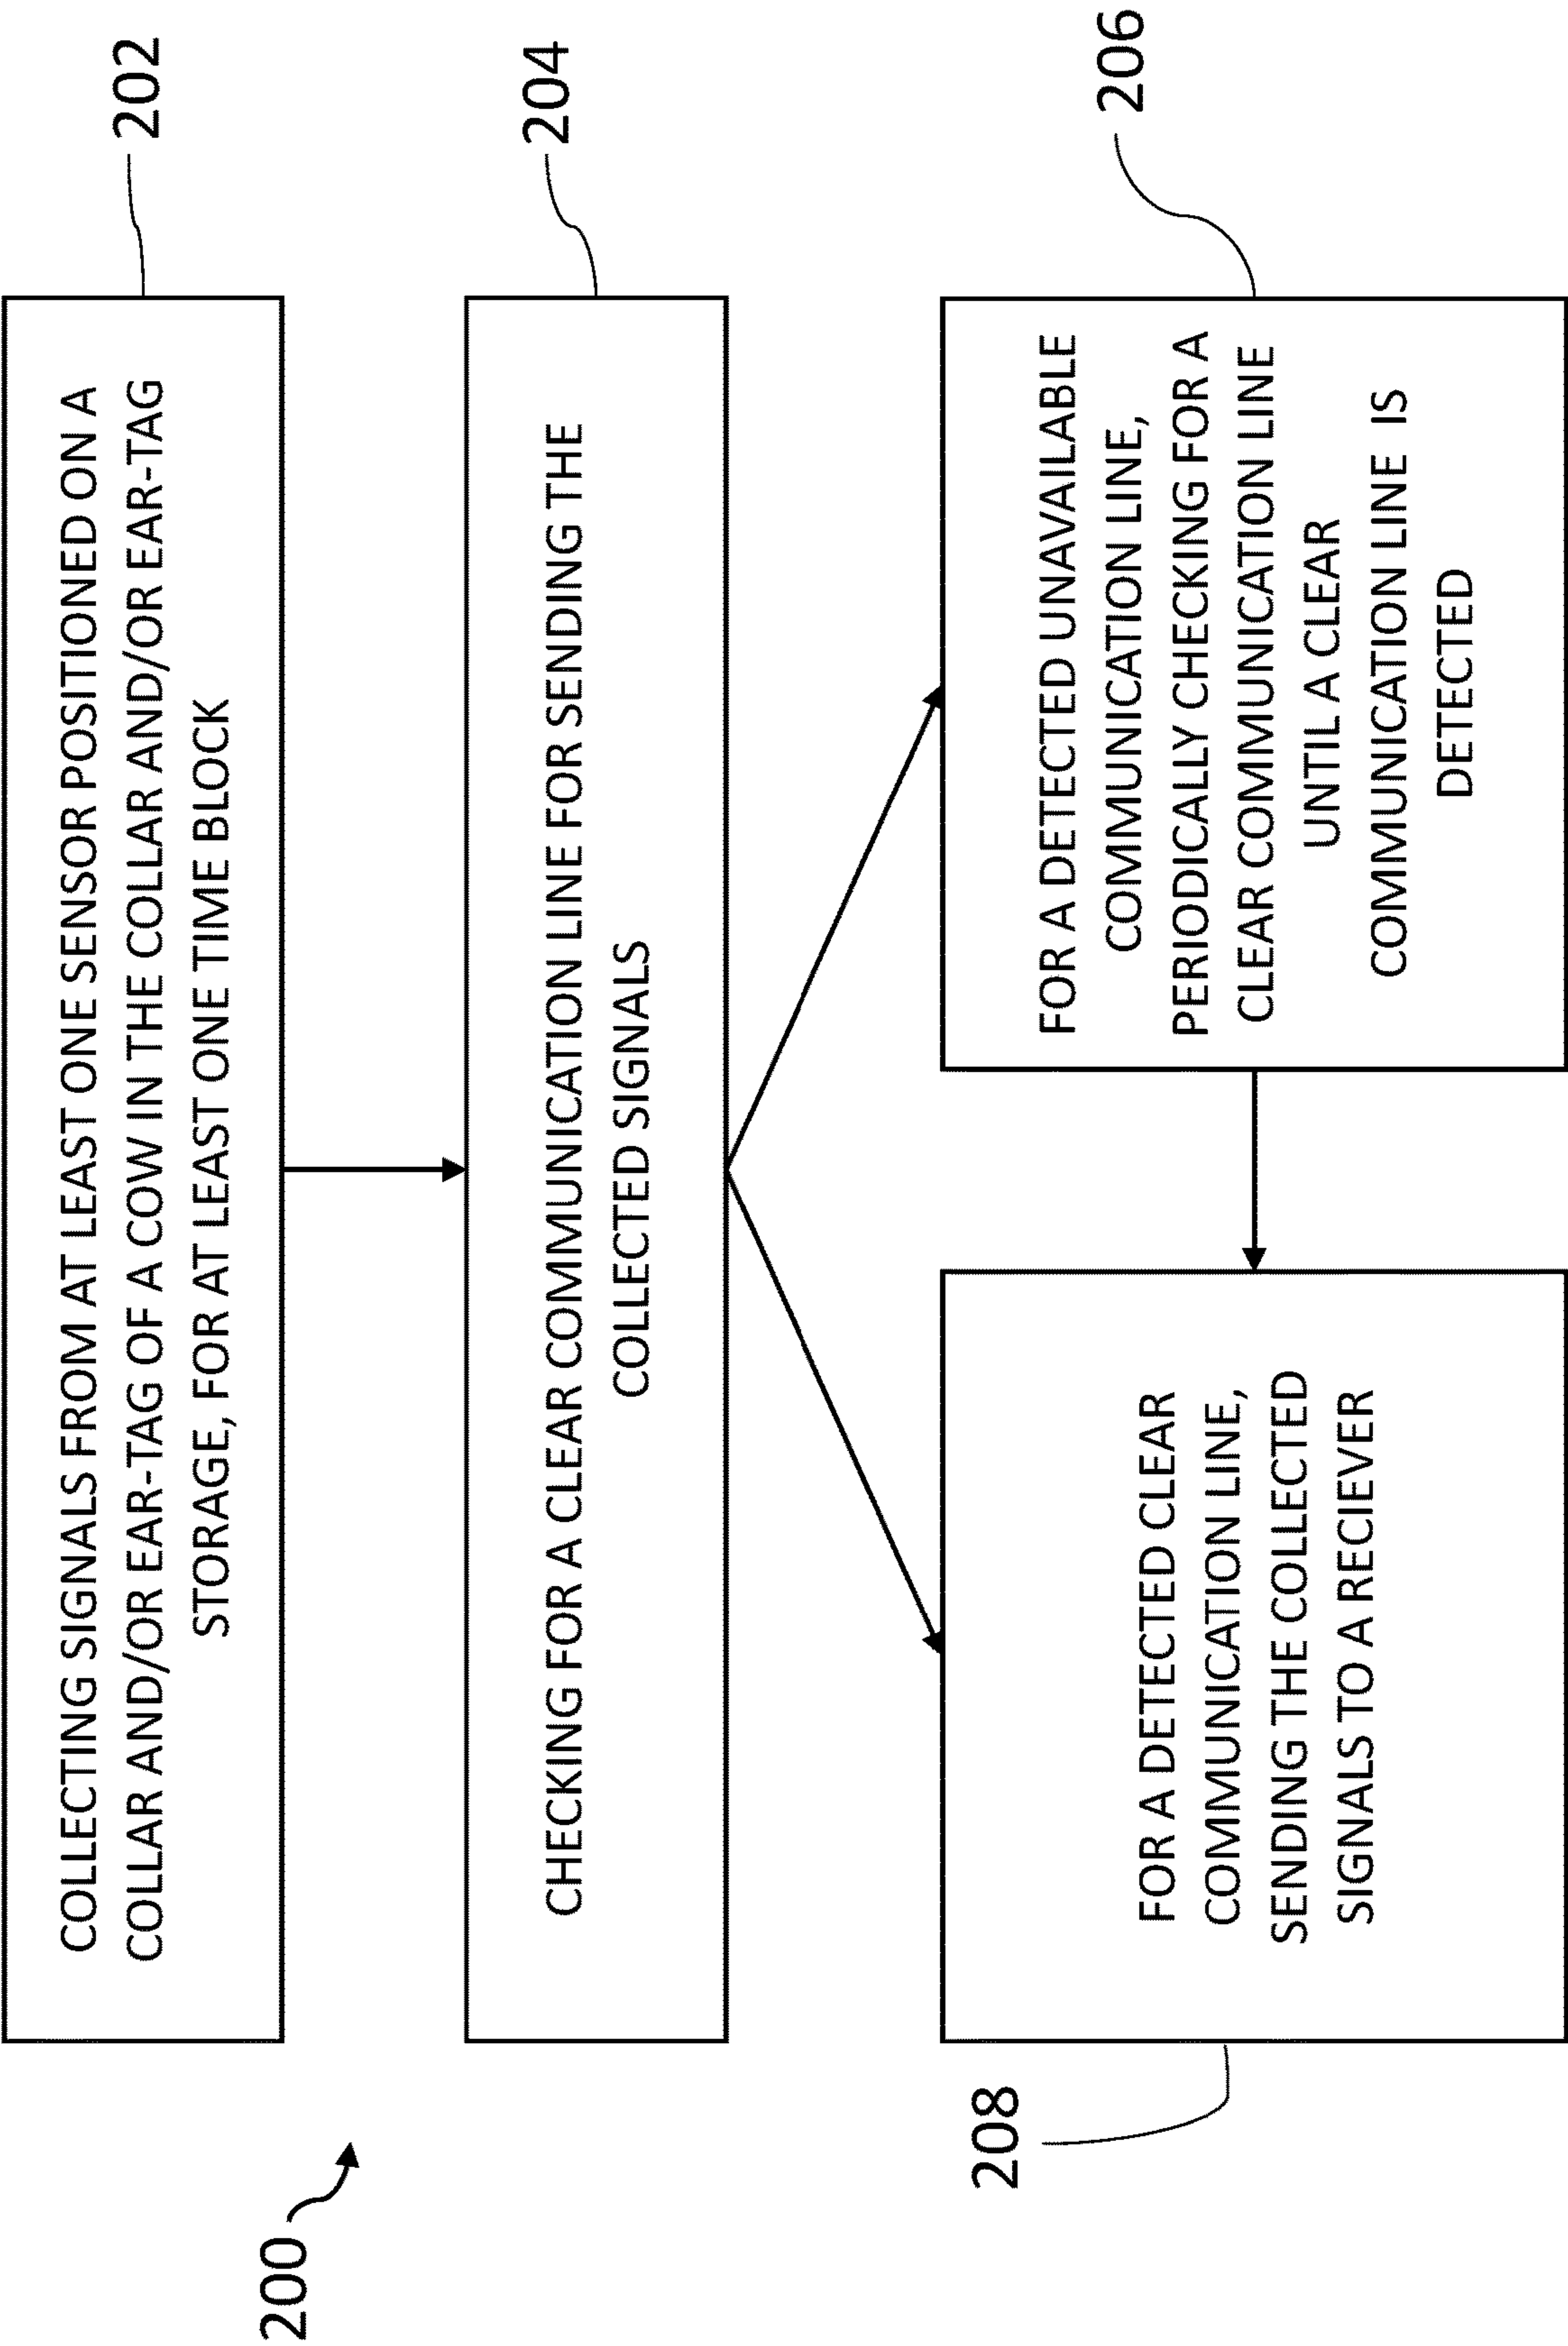 200
COLLECTING SIGNALS FROM AT LEAST ONE SENSOR POSITIONED ON A
COLLAR AND/OR EAR-TAG OF A COW IN THE COLLAR AND/OR EAR-TAG
STORAGE, FOR AT LEAST ONE TIME BLOCK
202
CHECKING FOR A CLEAR COMMUNICATION LINE FOR SENDING THE
COLLECTED SIGNALS
204
208
FOR A DETECTED CLEAR
COMMUNICATION LINE,
SENDING THE COLLECTED
SIGNALS TO A RECIEVER
FOR A DETECTED UNAVAILABLE
COMMUNICATION LINE,
PERIODICALLY CHECKING FOR A
CLEAR COMMUNICATION LINE
UNTIL A CLEAR
COMMUNICATION LINE IS
DETECTED
206